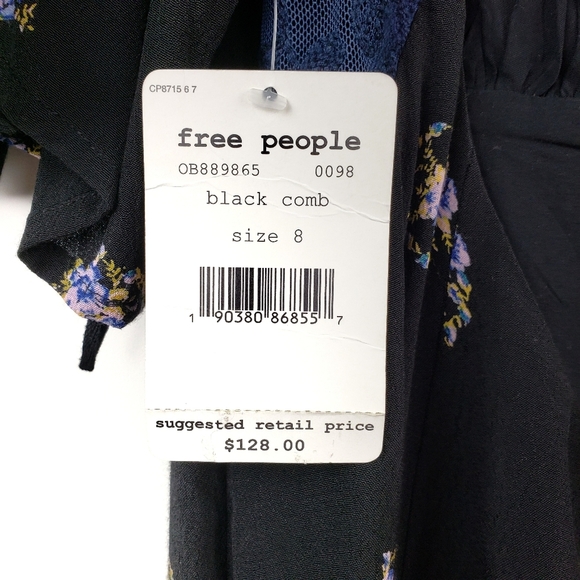 CP8715 6 7
free people
OB889865 0098
black comb
size 8
1 90380 86855 7
suggested retail price
$128.00